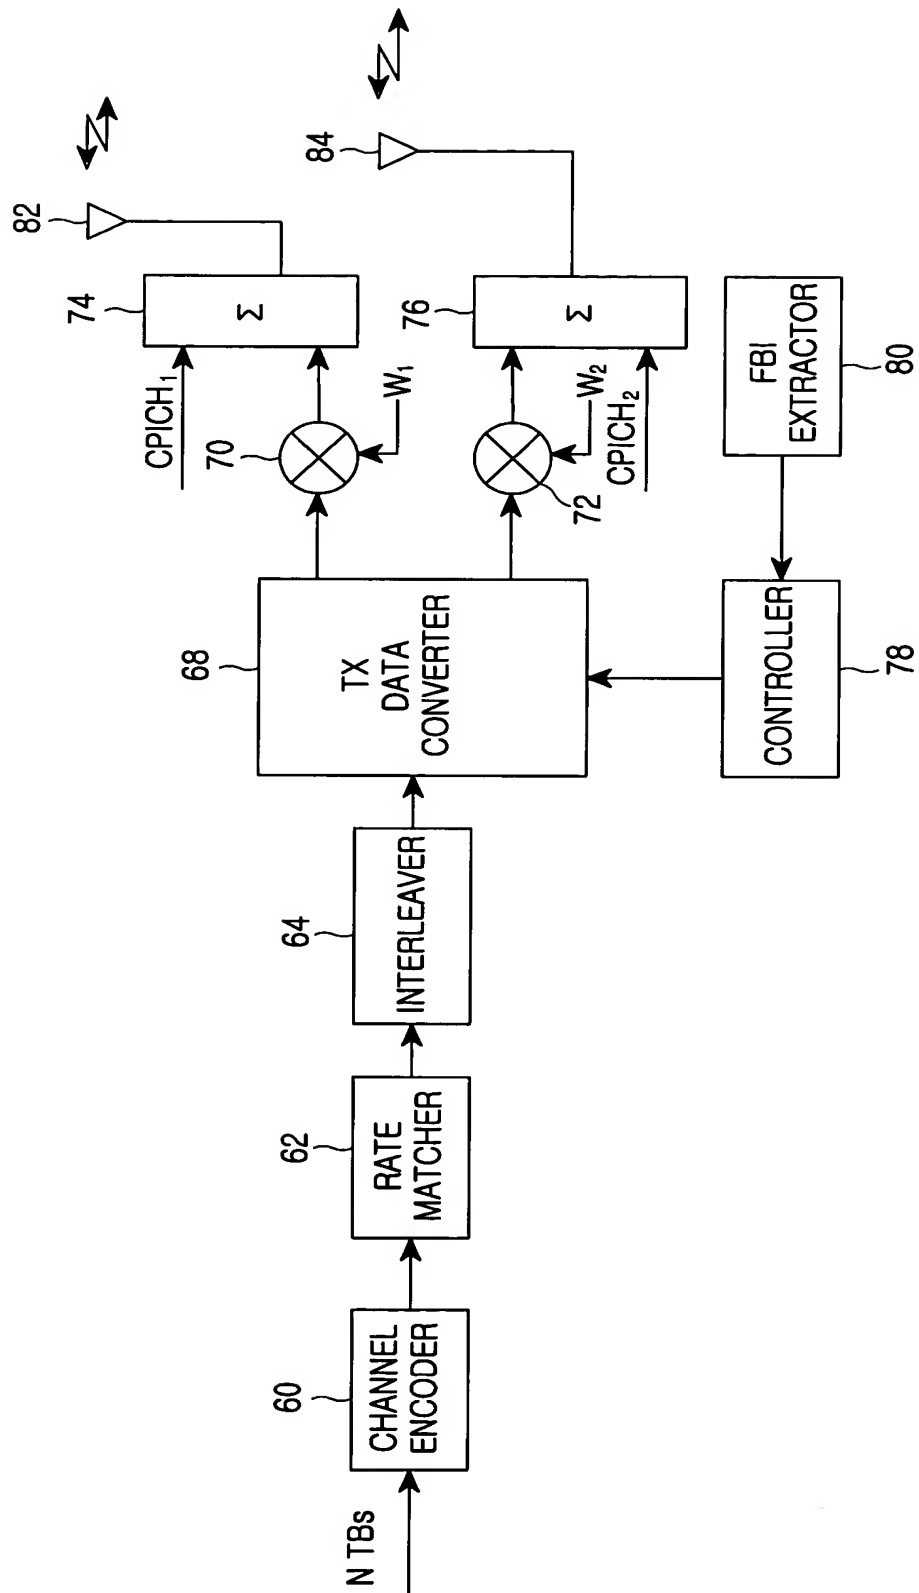 N TBs
60
CHANNEL
ENCODER
62
RATE
MATCHER
64
INTERLEAVER
68
TX
DATA
CONVERTER
70
W₁
CPICH₁
74
Σ
82
72
W₂
CPICH₂
76
Σ
84
CONTROLLER
78
FBI
EXTRACTOR
80